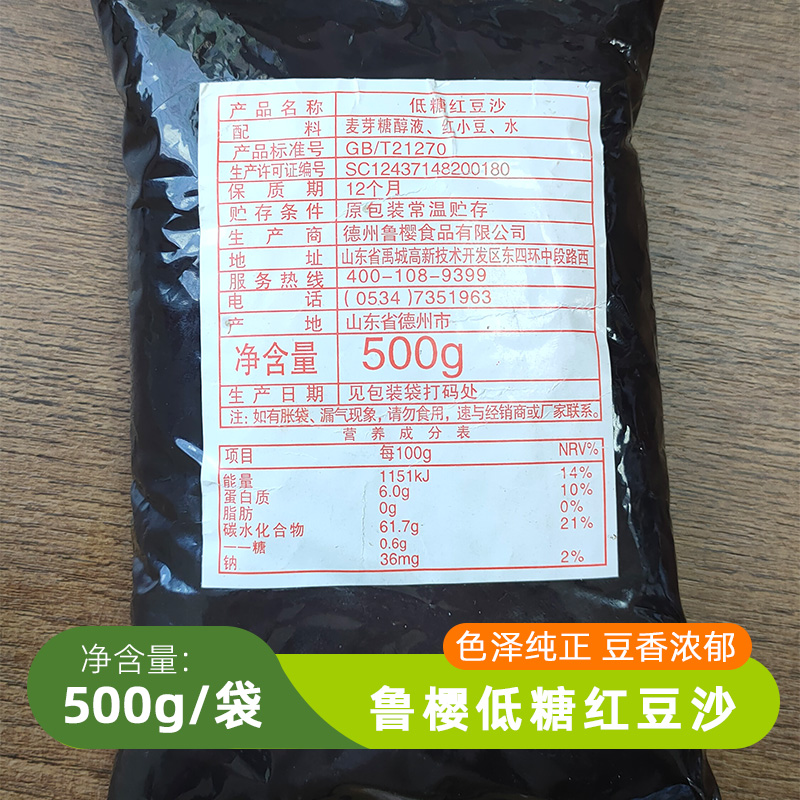 产品名称 低糖红豆沙
配料 麦芽糖醇液、红小豆、水
产品标准号 GB/T21270
生产许可证编号 SC12437148200180
保质期 12个月
贮存条件 原包装常温贮存
生产商 德州鲁樱食品有限公司
地址 山东省禹城高新技术开发区东四环中段路西
服务热线 400-108-9399
电话 (0534)7351963
产地 山东省德州市
净含量 500g
生产日期 见包装袋打码处
注:如有胀袋、漏气现象,请勿食用,速与经销商或厂家联系。
营养成分表
项目 每100g NRV%
能量 1151kJ 14%
蛋白质 6.0g 10%
脂肪 0g 0%
碳水化合物 61.7g 21%
——糖 0.6g
钠 36mg 2%
色泽纯正 豆香浓郁
净含量:
500g/袋
鲁樱低糖红豆沙